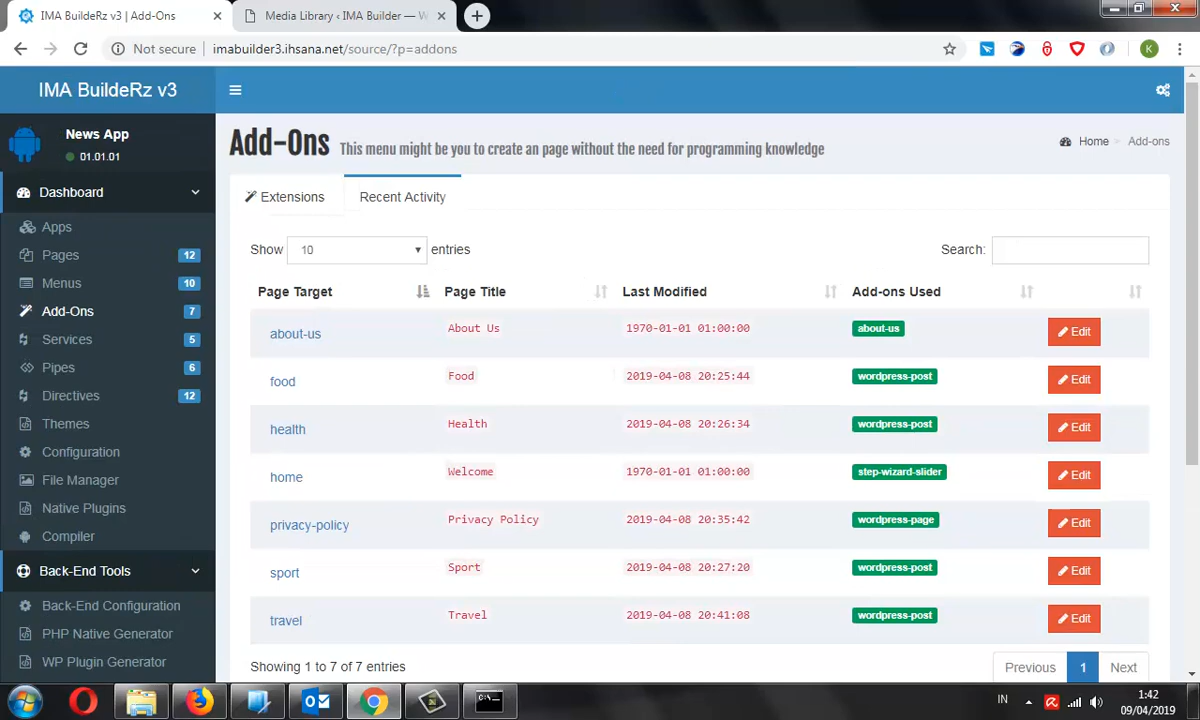 IMA BuildeRz v3 | Add-Ons
Media Library ‹ IMA Builder — W
Not secure
imabuilder3.ihsana.net/source/?p=addons
K
IMA BuildeRz v3
News App
01.01.01
Dashboard
Apps
Pages 12
Menus 10
Add-Ons 7
Services 5
Pipes 6
Directives 12
Themes
Configuration
File Manager
Native Plugins
Compiler
Back-End Tools
Back-End Configuration
PHP Native Generator
WP Plugin Generator
Add-Ons This menu might be you to create an page without the need for programming knowledge
Home > Add-ons
Extensions
Recent Activity
Show 10 entries
Search:
Page Target Page Title Last Modified Add-ons Used
about-us About Us 1970-01-01 01:00:00 about-us Edit
food Food 2019-04-08 20:25:44 wordpress-post Edit
health Health 2019-04-08 20:26:34 wordpress-post Edit
home Welcome 1970-01-01 01:00:00 step-wizard-slider Edit
privacy-policy Privacy Policy 2019-04-08 20:35:42 wordpress-page Edit
sport Sport 2019-04-08 20:27:20 wordpress-post Edit
travel Travel 2019-04-08 20:41:08 wordpress-post Edit
Showing 1 to 7 of 7 entries
Previous 1 Next
IN
1:42
09/04/2019